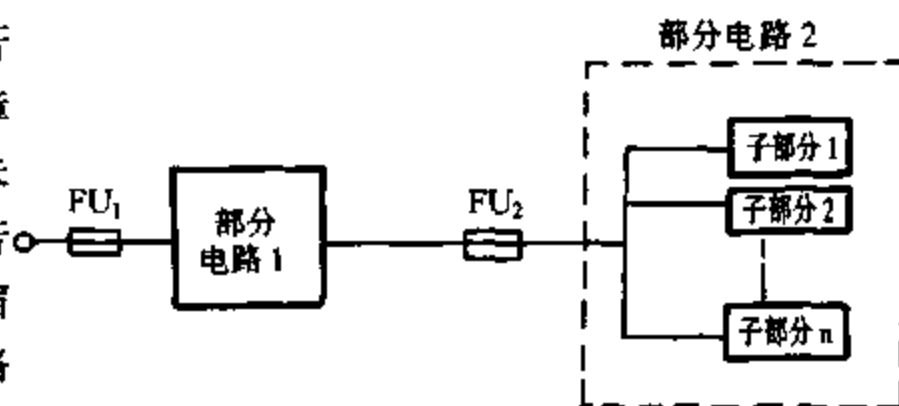 部分电路 2
子部分 1
FU₁
部分
电路 1
FU₂
子部分 2
子部分 n